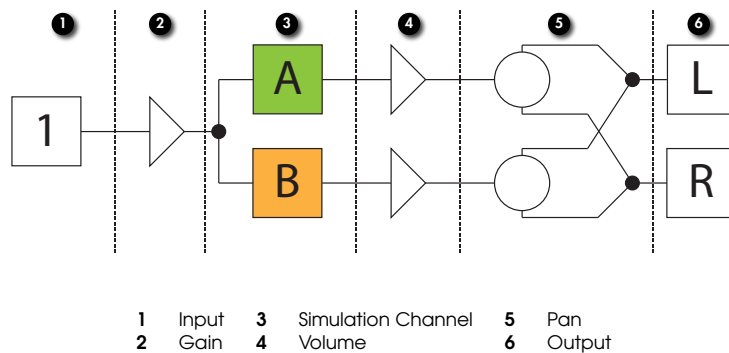 1 2 3 4 5 6
A L
1
B R
1 Input 3 Simulation Channel 5 Pan
2 Gain 4 Volume 6 Output